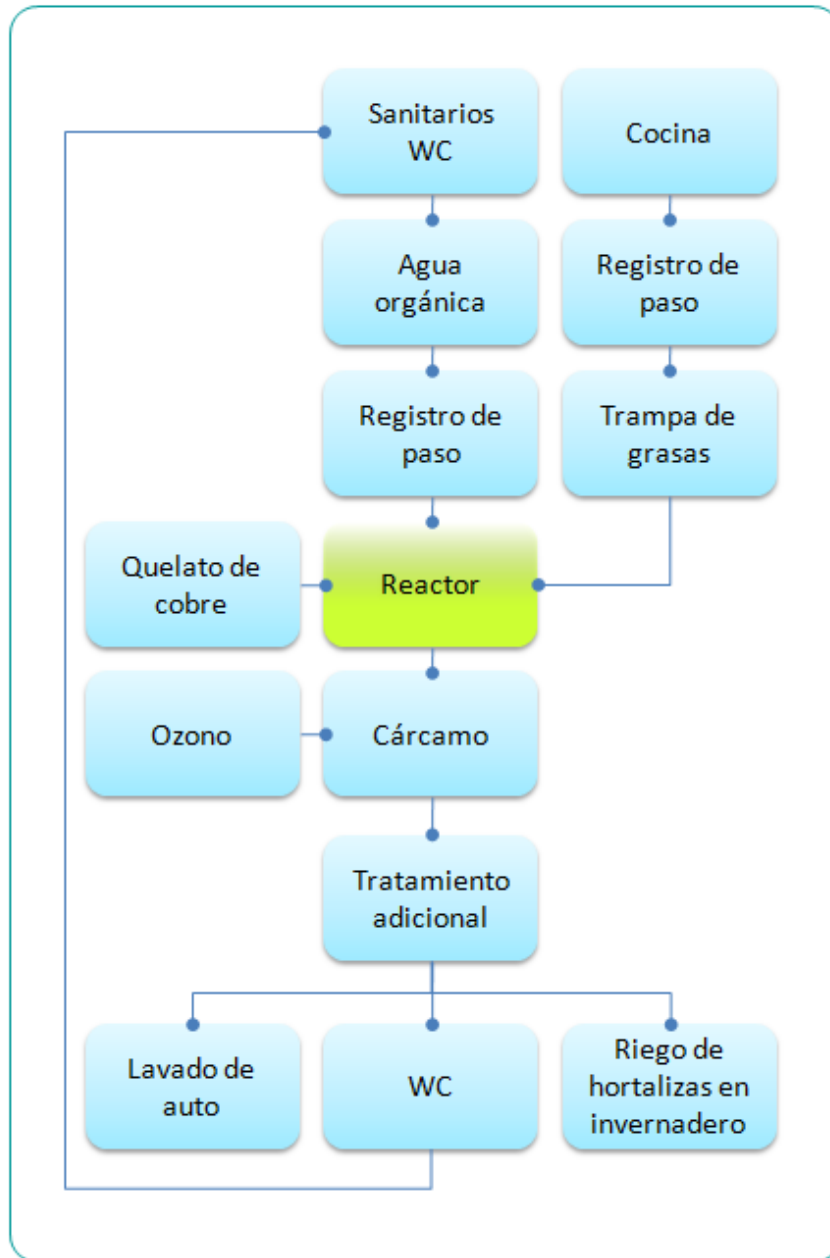 Sanitarios
WC
Cocina
Agua
orgánica
Registro de
paso
Registro de
paso
Trampa de
grasas
Quelato de
cobre
Reactor
Ozono
Cárcamo
Tratamiento
adicional
Lavado de
auto
WC
Riego de
hortalizas en
invernadero